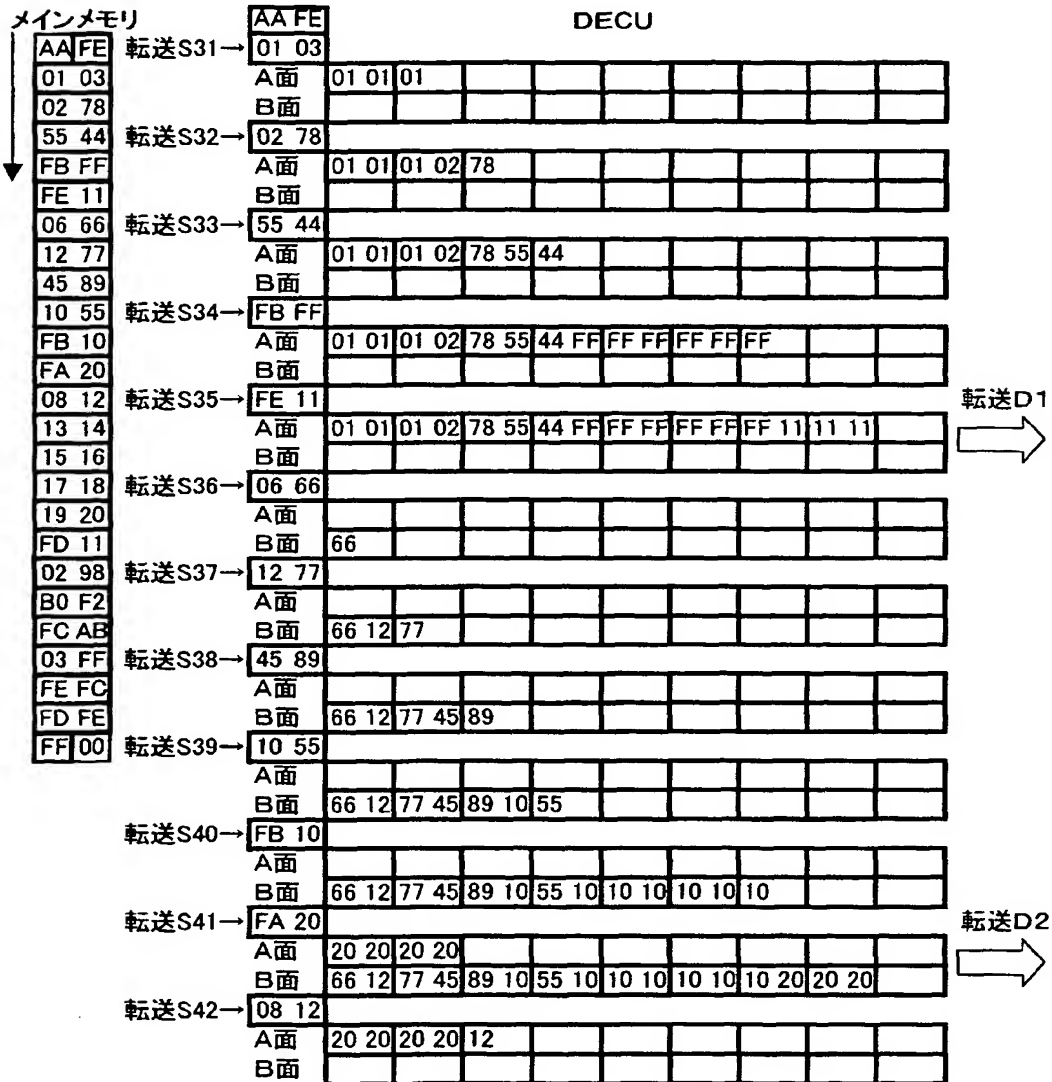 メインメモリ AA FE DECU
AA FE 転送S31→ 01 03
01 03 A面 01 01 01
02 78 B面
55 44 転送S32→ 02 78
FB FF A面 01 01 01 02 78
FE 11 B面
06 66 転送S33→ 55 44
12 77 A面 01 01 01 02 78 55 44
45 89 B面
10 55 転送S34→ FB FF
FB 10 A面 01 01 01 02 78 55 44 FF FF FF FF FF FF
FA 20 B面
08 12 転送S35→ FE 11 転送D1
13 14 A面 01 01 01 02 78 55 44 FF FF FF FF FF FF 11 11 11
15 16 B面
17 18 転送S36→ 06 66
19 20 A面
FD 11 B面 66
02 98 転送S37→ 12 77
B0 F2 A面
FC AB B面 66 12 77
03 FF 転送S38→ 45 89
FE FC A面
FD FE B面 66 12 77 45 89
FF 00 転送S39→ 10 55
A面
B面 66 12 77 45 89 10 55
転送S40→ FB 10
A面
B面 66 12 77 45 89 10 55 10 10 10 10 10 10
転送S41→ FA 20 転送D2
A面 20 20 20 20
B面 66 12 77 45 89 10 55 10 10 10 10 10 10 20 20 20
転送S42→ 08 12
A面 20 20 20 20 12
B面